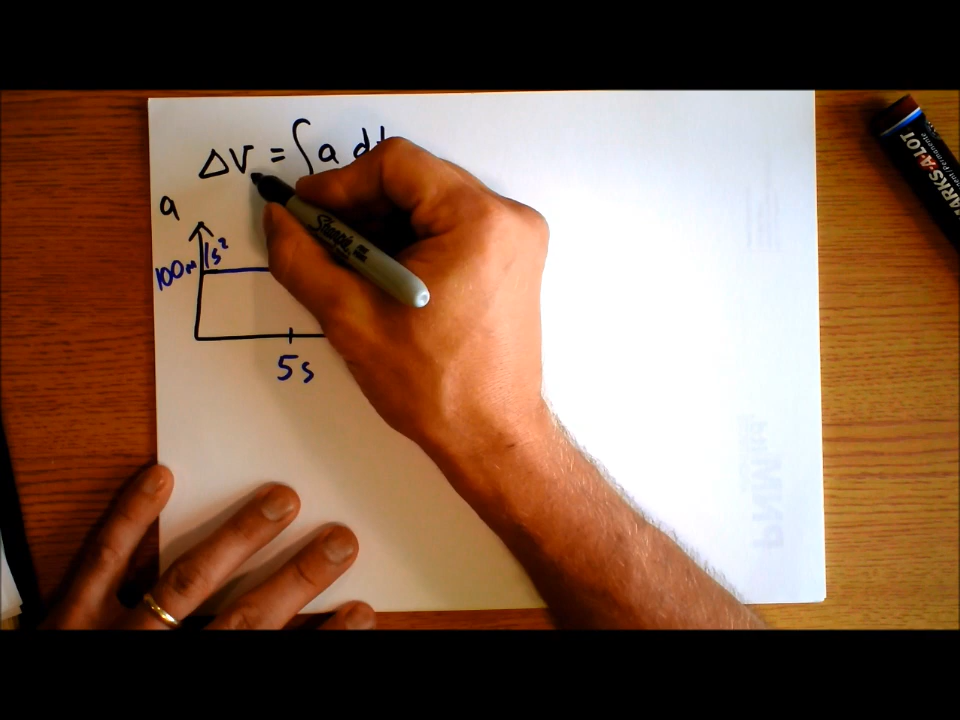 ΔV = ∫ a d
a
100m/s²
5s
Sharpie
MARKS-A-LOT